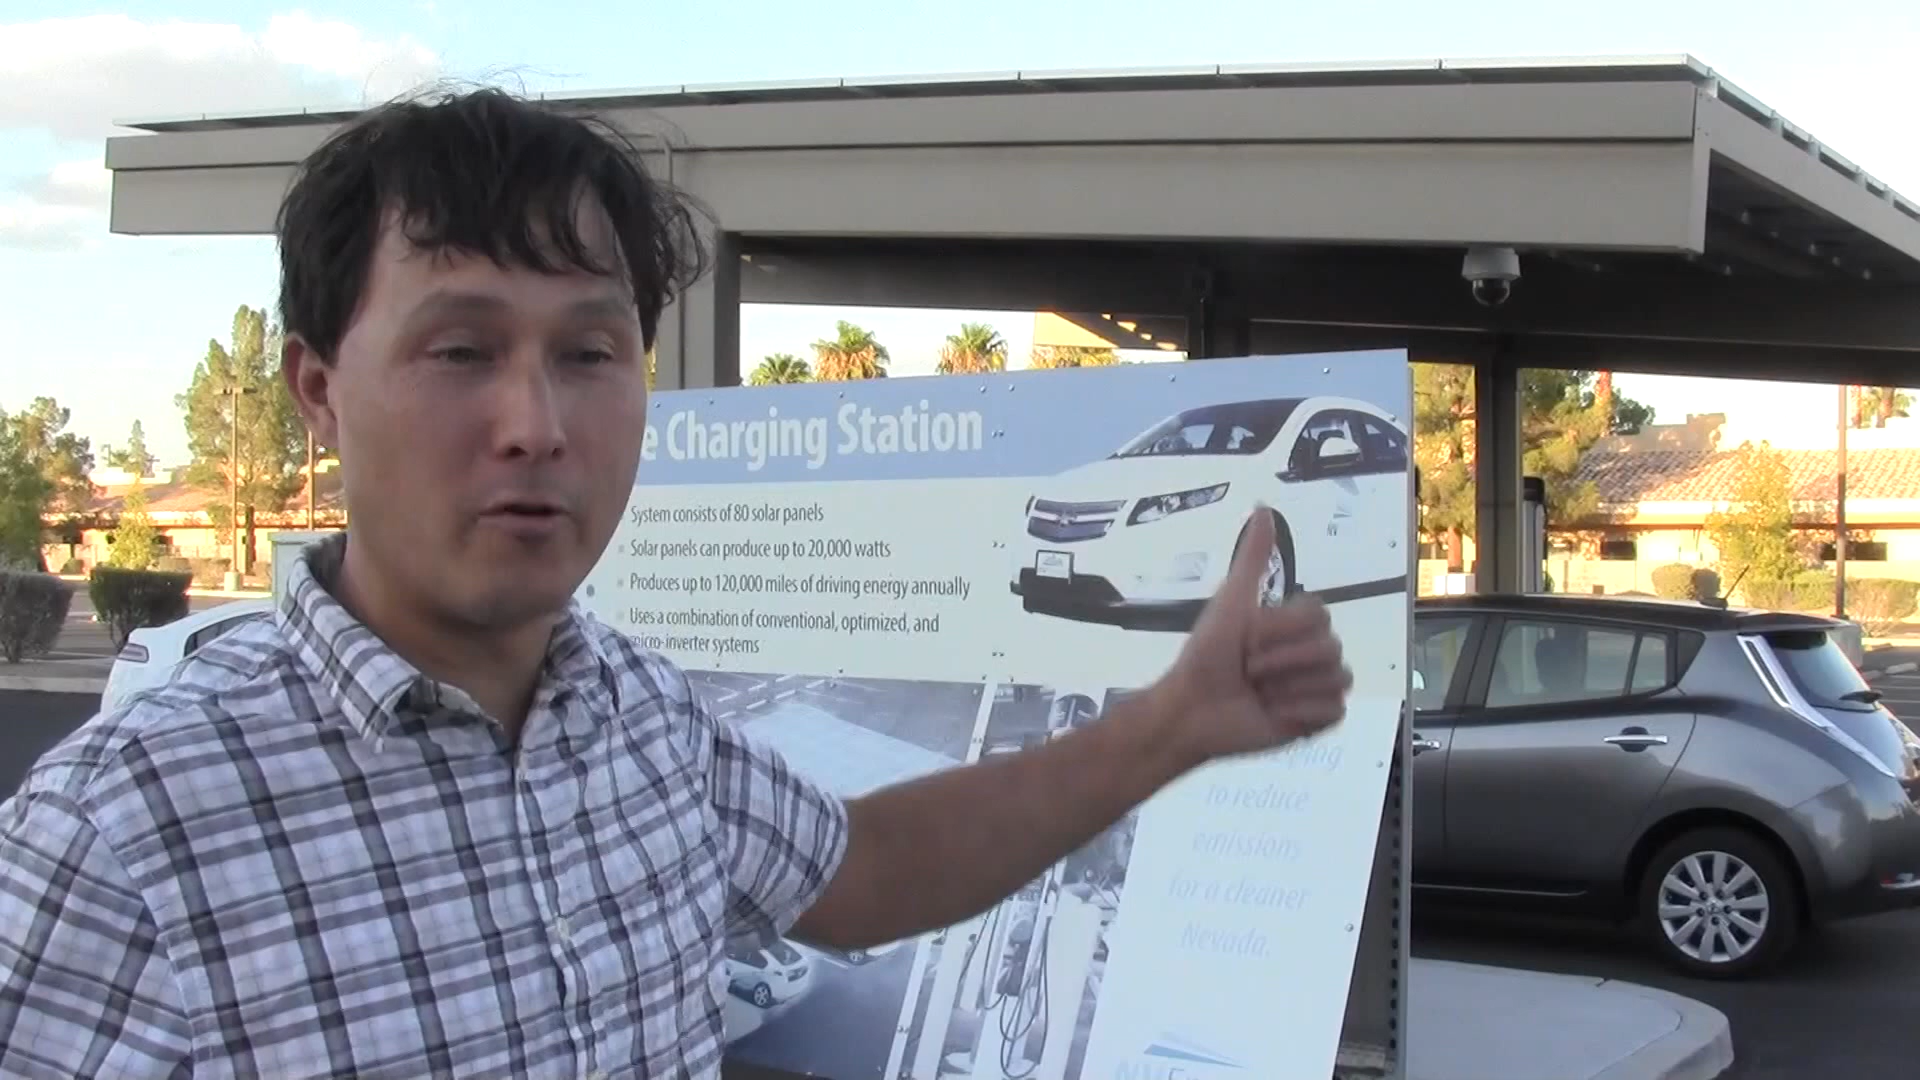 e Charging Station
System consists of 80 solar panels
Solar panels can produce up to 20,000 watts
Produces up to 120,000 miles of driving energy annually
Uses a combination of conventional, optimized, and
micro-inverter systems
NV
to reduce
emissions
for a cleaner
Nevada.